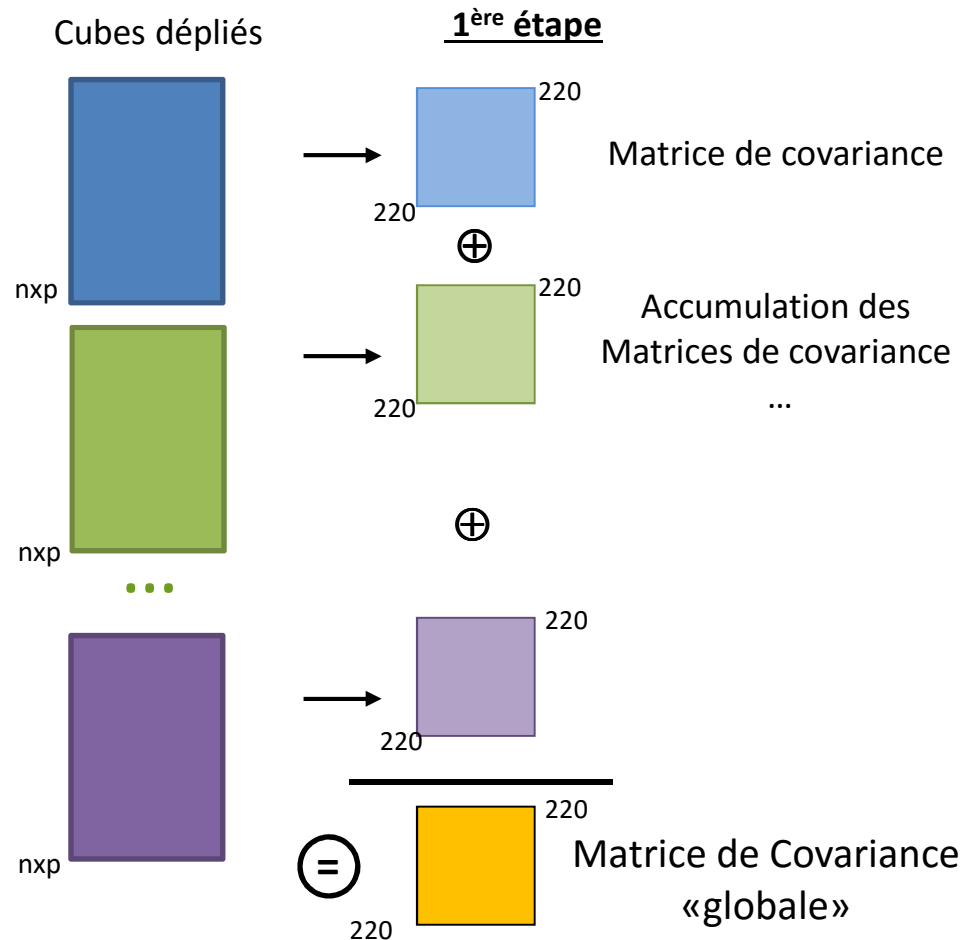 Cubes dépliés
1ère étape
220
Matrice de covariance
220
⊕
nxp
220
Accumulation des
Matrices de covariance
...
220
⊕
nxp
...
220
220
220
nxp
=
Matrice de Covariance
«globale»
220